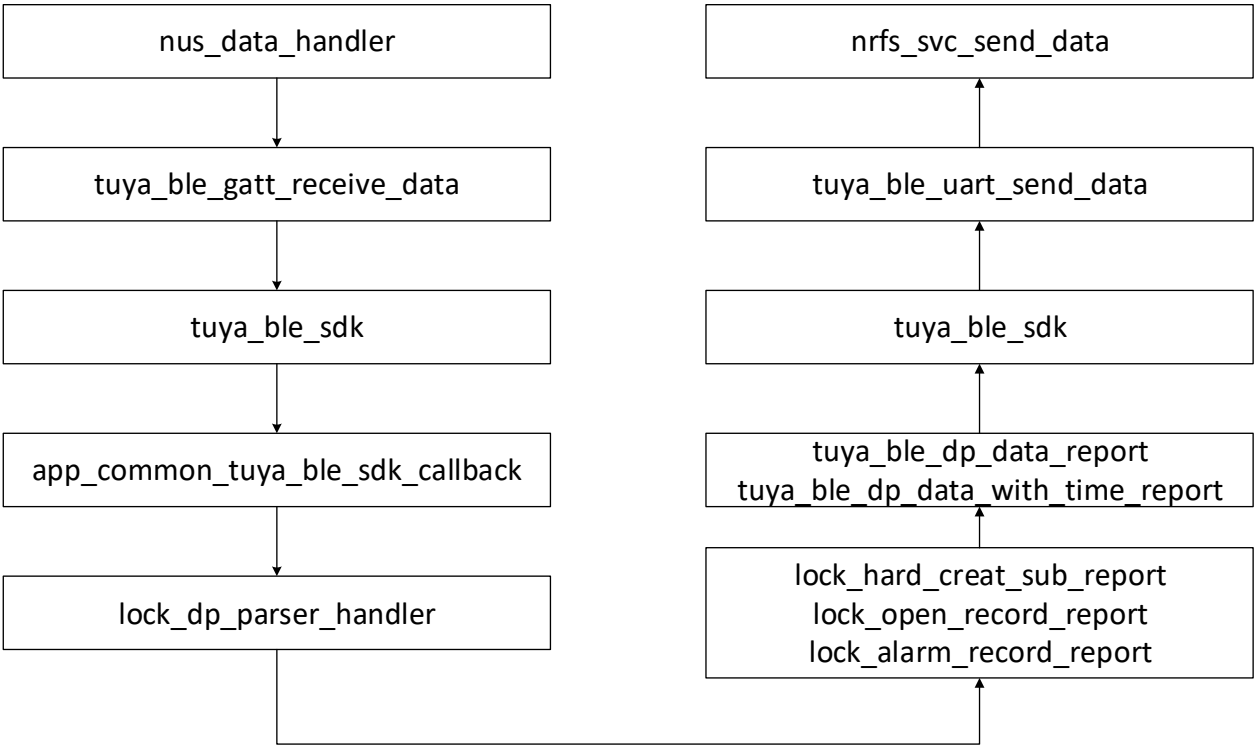 nus_data_handler
tuya_ble_gatt_receive_data
tuya_ble_sdk
app_common_tuya_ble_sdk_callback
lock_dp_parser_handler
nrfs_svc_send_data
tuya_ble_uart_send_data
tuya_ble_sdk
tuya_ble_dp_data_report
tuya_ble_dp_data_with_time_report
lock_hard_creat_sub_report
lock_open_record_report
lock_alarm_record_report